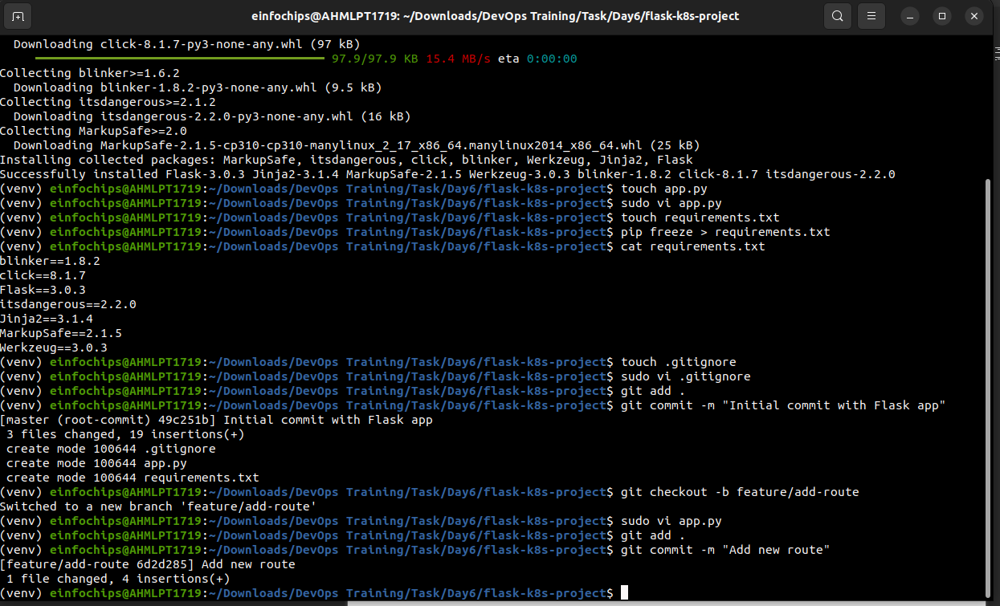 einfochips@AHMLPT1719: ~/Downloads/DevOps Training/Task/Day6/flask-k8s-project
  Downloading click-8.1.7-py3-none-any.whl (97 kB)
97.9/97.9 KB 15.4 MB/s eta 0:00:00
Collecting blinker>=1.6.2
  Downloading blinker-1.8.2-py3-none-any.whl (9.5 kB)
Collecting itsdangerous>=2.1.2
  Downloading itsdangerous-2.2.0-py3-none-any.whl (16 kB)
Collecting MarkupSafe>=2.0
  Downloading MarkupSafe-2.1.5-cp310-cp310-manylinux_2_17_x86_64.manylinux2014_x86_64.whl (25 kB)
Installing collected packages: MarkupSafe, itsdangerous, click, blinker, Werkzeug, Jinja2, Flask
Successfully installed Flask-3.0.3 Jinja2-3.1.4 MarkupSafe-2.1.5 Werkzeug-3.0.3 blinker-1.8.2 click-8.1.7 itsdangerous-2.2.0
(venv) einfochips@AHMLPT1719:~/Downloads/DevOps Training/Task/Day6/flask-k8s-project$ touch app.py
(venv) einfochips@AHMLPT1719:~/Downloads/DevOps Training/Task/Day6/flask-k8s-project$ sudo vi app.py
(venv) einfochips@AHMLPT1719:~/Downloads/DevOps Training/Task/Day6/flask-k8s-project$ touch requirements.txt
(venv) einfochips@AHMLPT1719:~/Downloads/DevOps Training/Task/Day6/flask-k8s-project$ pip freeze > requirements.txt
(venv) einfochips@AHMLPT1719:~/Downloads/DevOps Training/Task/Day6/flask-k8s-project$ cat requirements.txt
blinker==1.8.2
click==8.1.7
Flask==3.0.3
itsdangerous==2.2.0
Jinja2==3.1.4
MarkupSafe==2.1.5
Werkzeug==3.0.3
(venv) einfochips@AHMLPT1719:~/Downloads/DevOps Training/Task/Day6/flask-k8s-project$ touch .gitignore
(venv) einfochips@AHMLPT1719:~/Downloads/DevOps Training/Task/Day6/flask-k8s-project$ sudo vi .gitignore
(venv) einfochips@AHMLPT1719:~/Downloads/DevOps Training/Task/Day6/flask-k8s-project$ git add .
(venv) einfochips@AHMLPT1719:~/Downloads/DevOps Training/Task/Day6/flask-k8s-project$ git commit -m "Initial commit with Flask app"
[master (root-commit) 49c251b] Initial commit with Flask app
 3 files changed, 19 insertions(+)
 create mode 100644 .gitignore
 create mode 100644 app.py
 create mode 100644 requirements.txt
(venv) einfochips@AHMLPT1719:~/Downloads/DevOps Training/Task/Day6/flask-k8s-project$ git checkout -b feature/add-route
Switched to a new branch 'feature/add-route'
(venv) einfochips@AHMLPT1719:~/Downloads/DevOps Training/Task/Day6/flask-k8s-project$ sudo vi app.py
(venv) einfochips@AHMLPT1719:~/Downloads/DevOps Training/Task/Day6/flask-k8s-project$ git add .
(venv) einfochips@AHMLPT1719:~/Downloads/DevOps Training/Task/Day6/flask-k8s-project$ git commit -m "Add new route"
[feature/add-route 6d2d285] Add new route
 1 file changed, 4 insertions(+)
(venv) einfochips@AHMLPT1719:~/Downloads/DevOps Training/Task/Day6/flask-k8s-project$